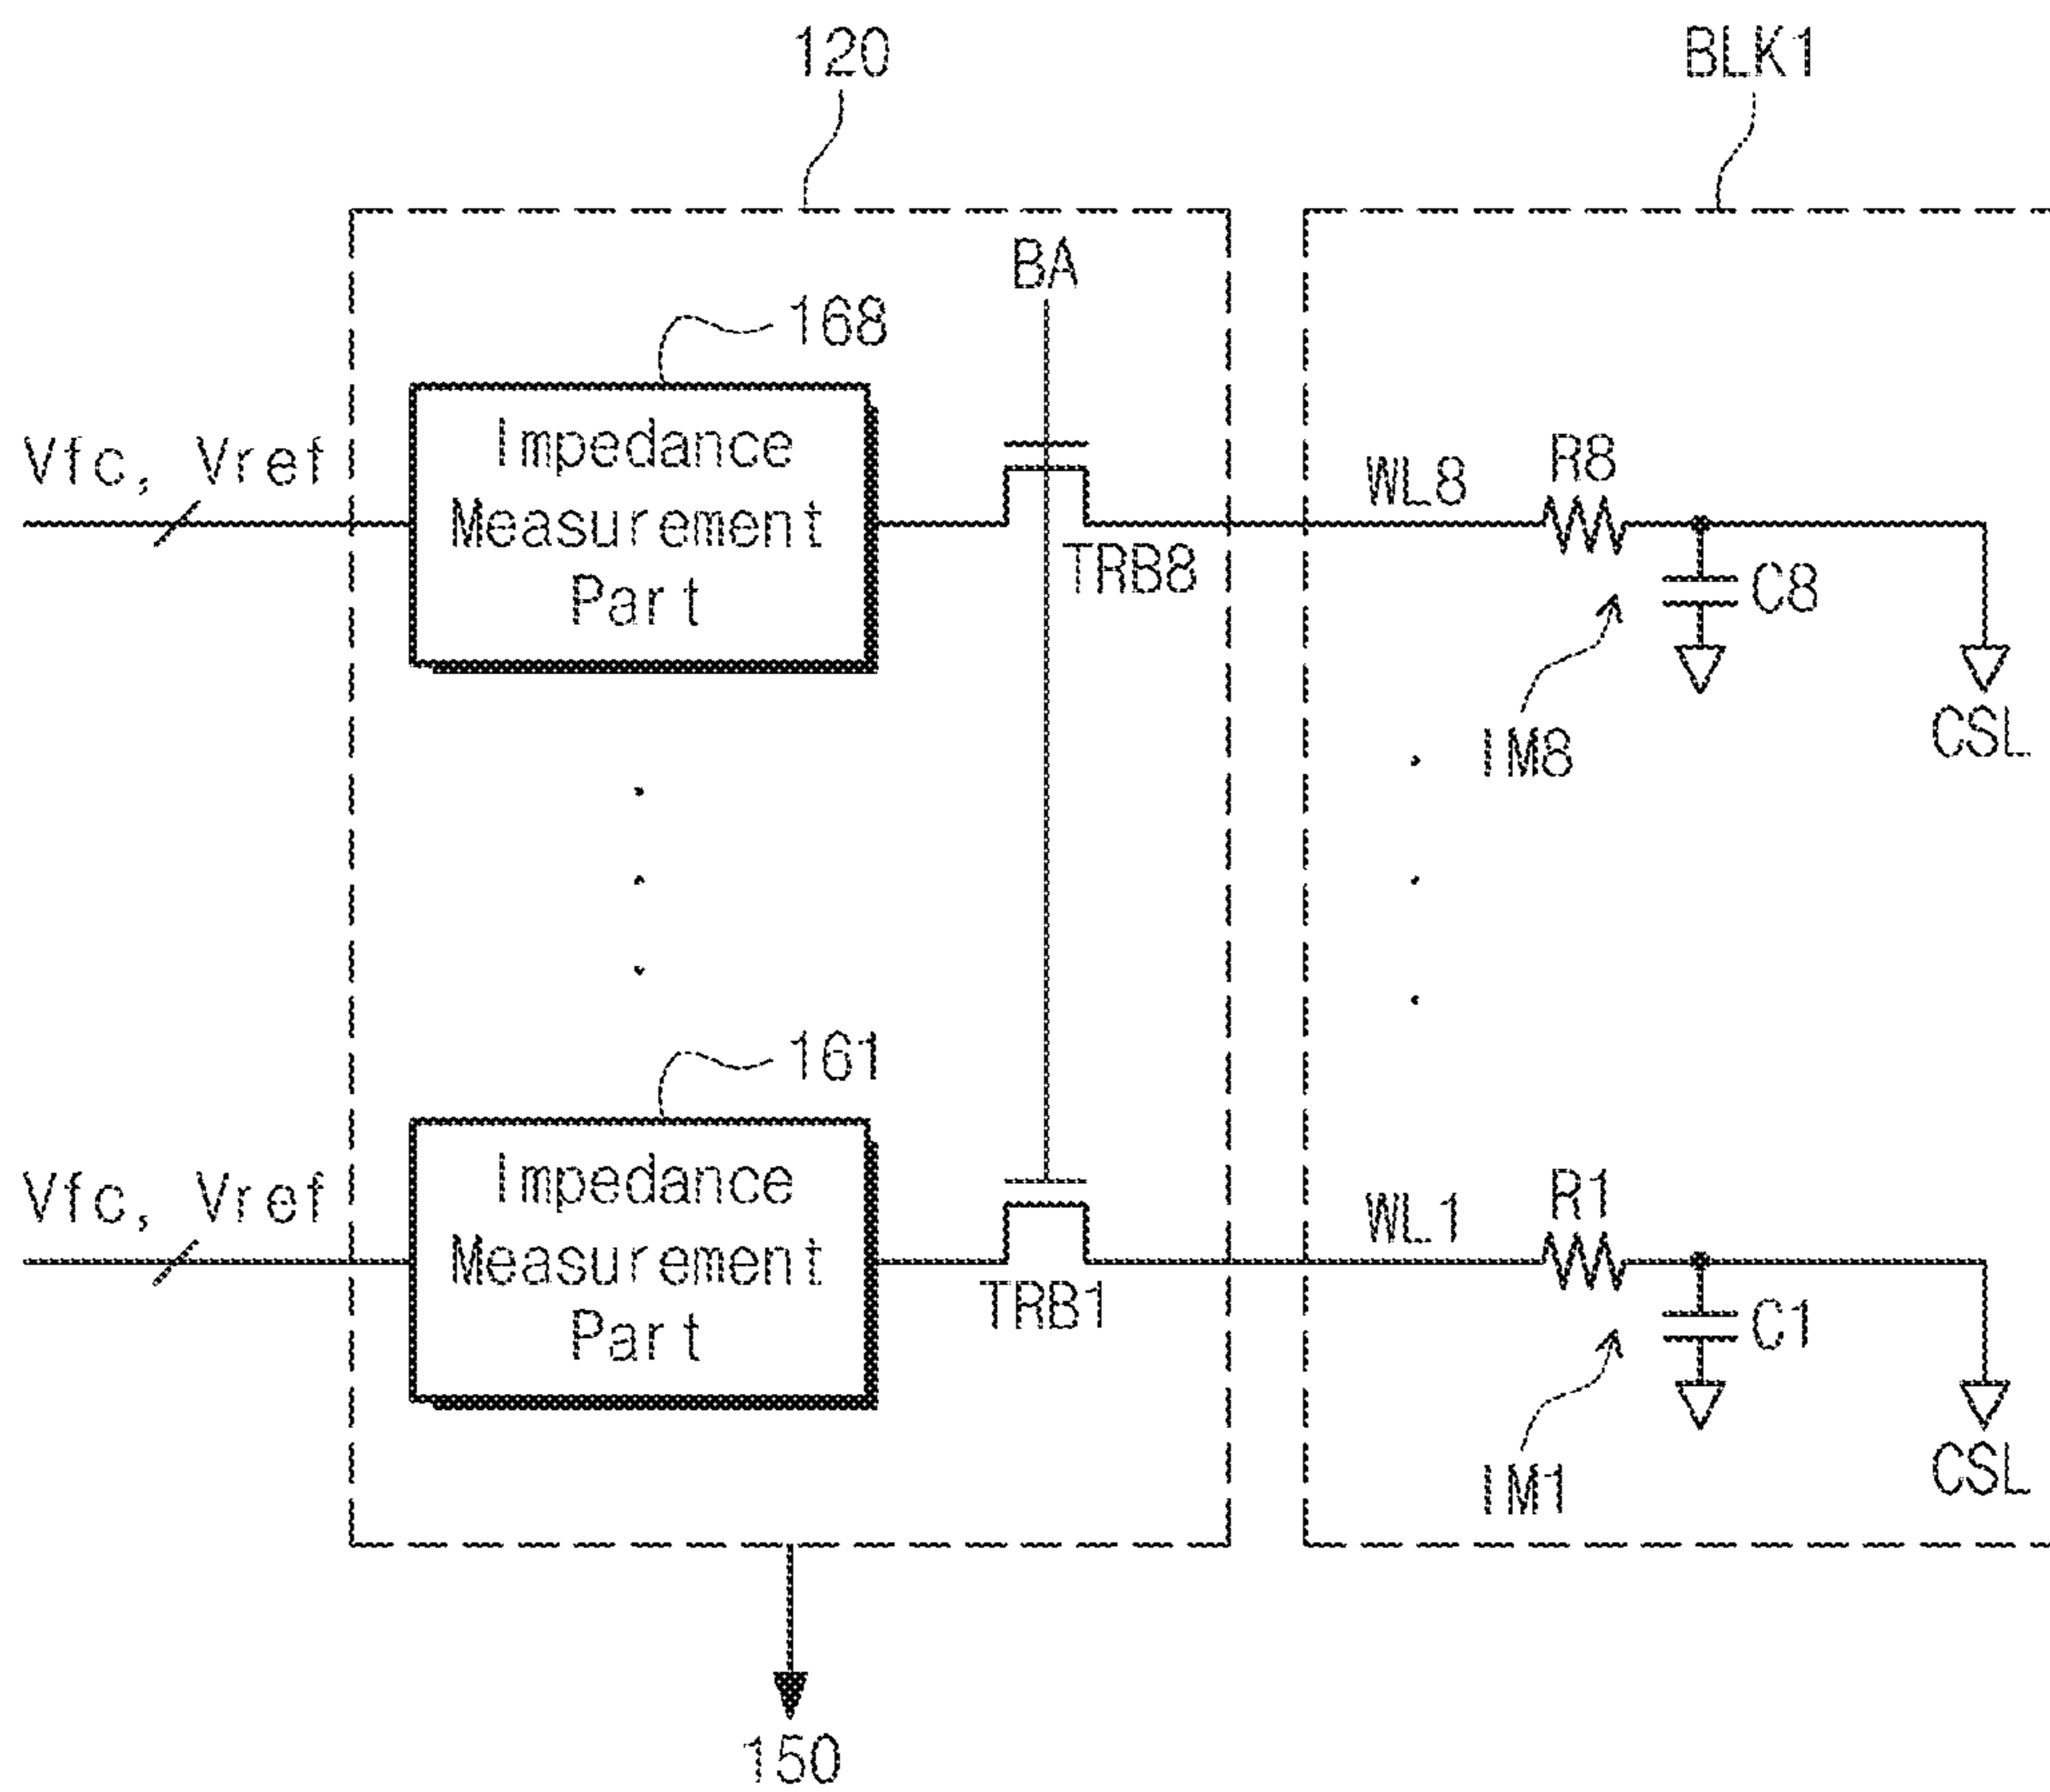 120
BLK1
BA
168
Impedance
Measurement
Part
Vfc, Vref
TRB8
WL8
R8
C8
IM8
CSL
161
Impedance
Measurement
Part
Vfc, Vref
TRB1
WL1
R1
C1
IM1
CSL
150